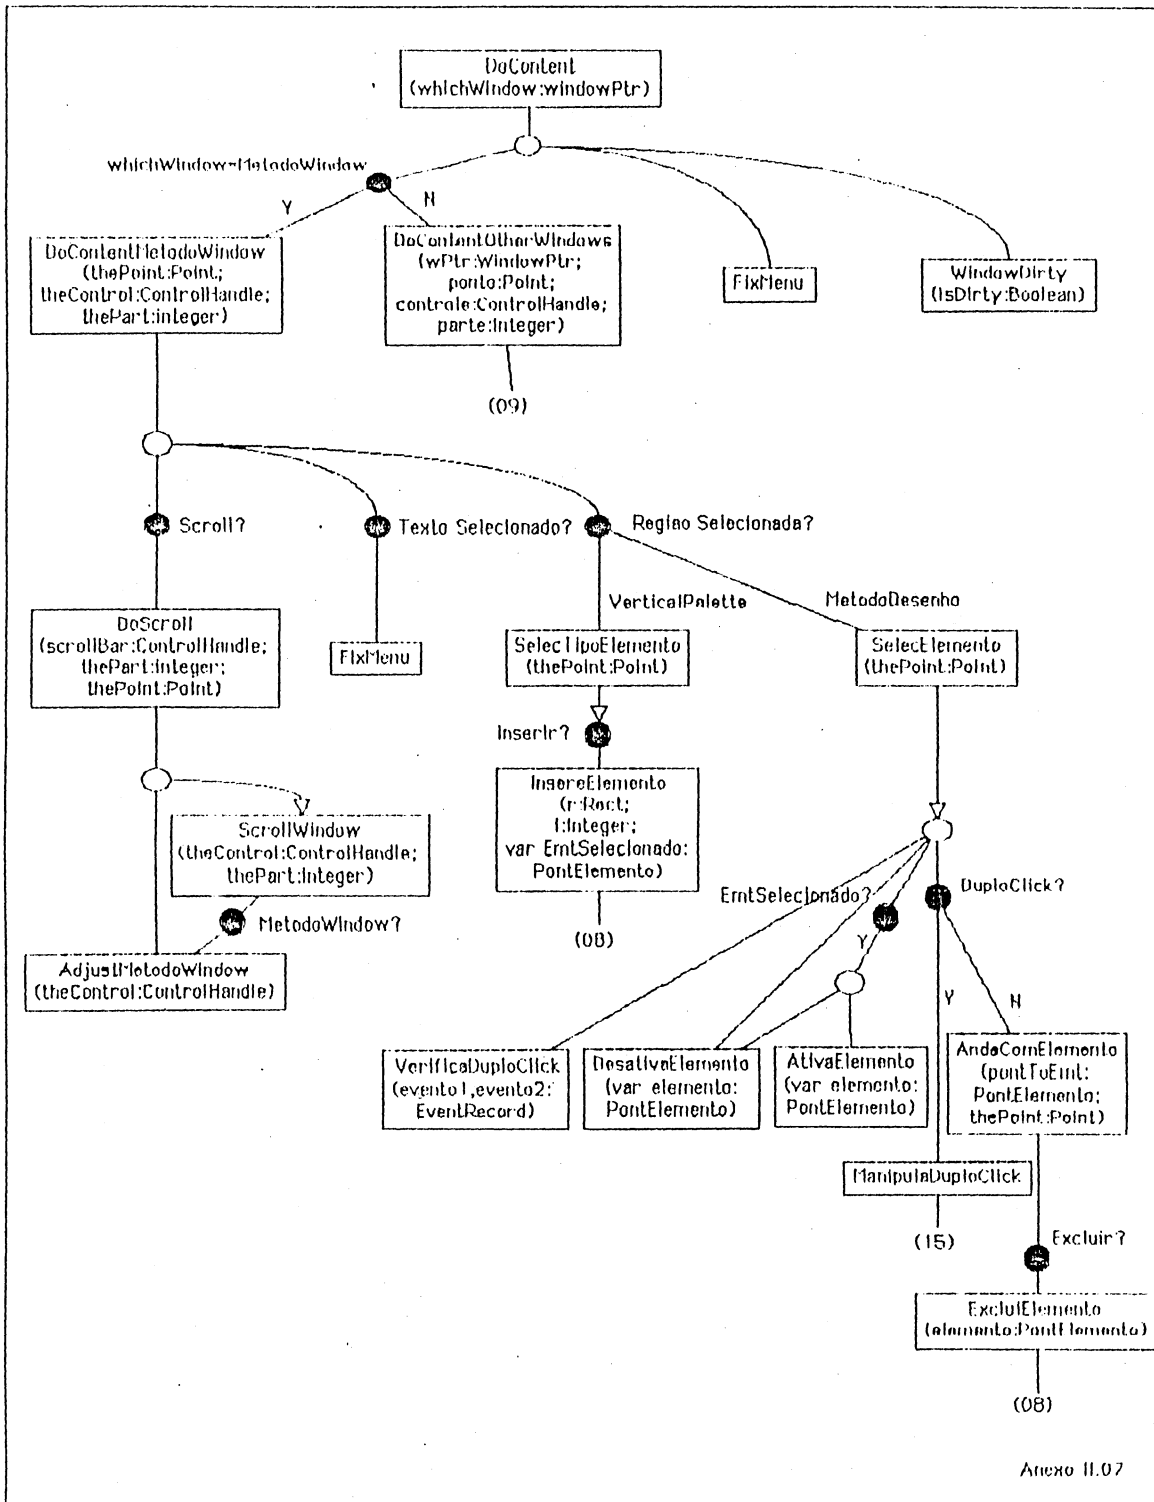 DoContent
(whichWindow:windowPtr)
whichWindow=MetodoWindow
Y
N
DoContentMetodoWindow
(thePoint:Point;
theControl:ControlHandle;
thePart:integer)
DoContentOtherWindows
(wPtr:WindowPtr;
ponto:Point;
controle:ControlHandle;
parte:Integer)
FixMenu
WindowDirty
(isDirty:Boolean)
(09)
Scroll?
Texto Selecionado?
Regiao Selecionada?
VerticalPalette
MetodoDesenho
DoScroll
(scrollBar:ControlHandle;
thePart:Integer;
thePoint:Point)
FixMenu
SelecTipoElemento
(thePoint:Point)
SelecElemento
(thePoint:Point)
Inserir?
InsereElemento
(r:Rect;
i:Integer;
var EmtSelecionado:
PontElemento)
ScrollWindow
(theControl:ControlHandle;
thePart:Integer)
MetodoWindow?
AdjustMetodoWindow
(theControl:ControlHandle)
(08)
EmtSelecionado?
DuploClick?
Y
Y
N
VerificaDuploClick
(evento1,evento2:
EventRecord)
DesativaElemento
(var elemento:
PontElemento)
AtivaElemento
(var elemento:
PontElemento)
AndaComElemento
(pontToEmt:
PontElemento;
thePoint:Point)
ManipulaDuploClick
(15)
Excluir?
ExcluiElemento
(elemento:PontElemento)
(08)
Anexo II.07